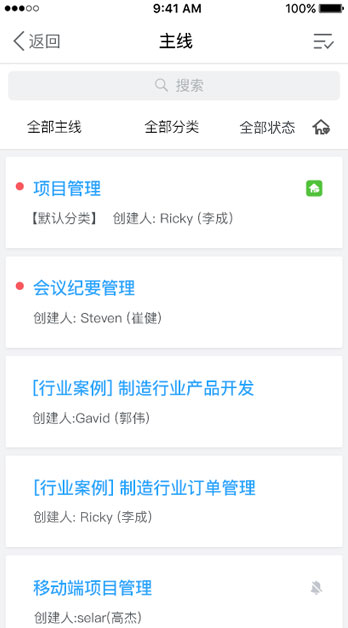 9:41 AM
100%
返回
主线
搜索
全部主线
全部分类
全部状态
项目管理
【默认分类】 创建人: Ricky (李成)
会议纪要管理
创建人: Steven (崔健)
[行业案例] 制造行业产品开发
创建人:Gavid (郭伟)
[行业案例] 制造行业订单管理
创建人: Ricky (李成)
移动端项目管理
创建人:selar(高杰)